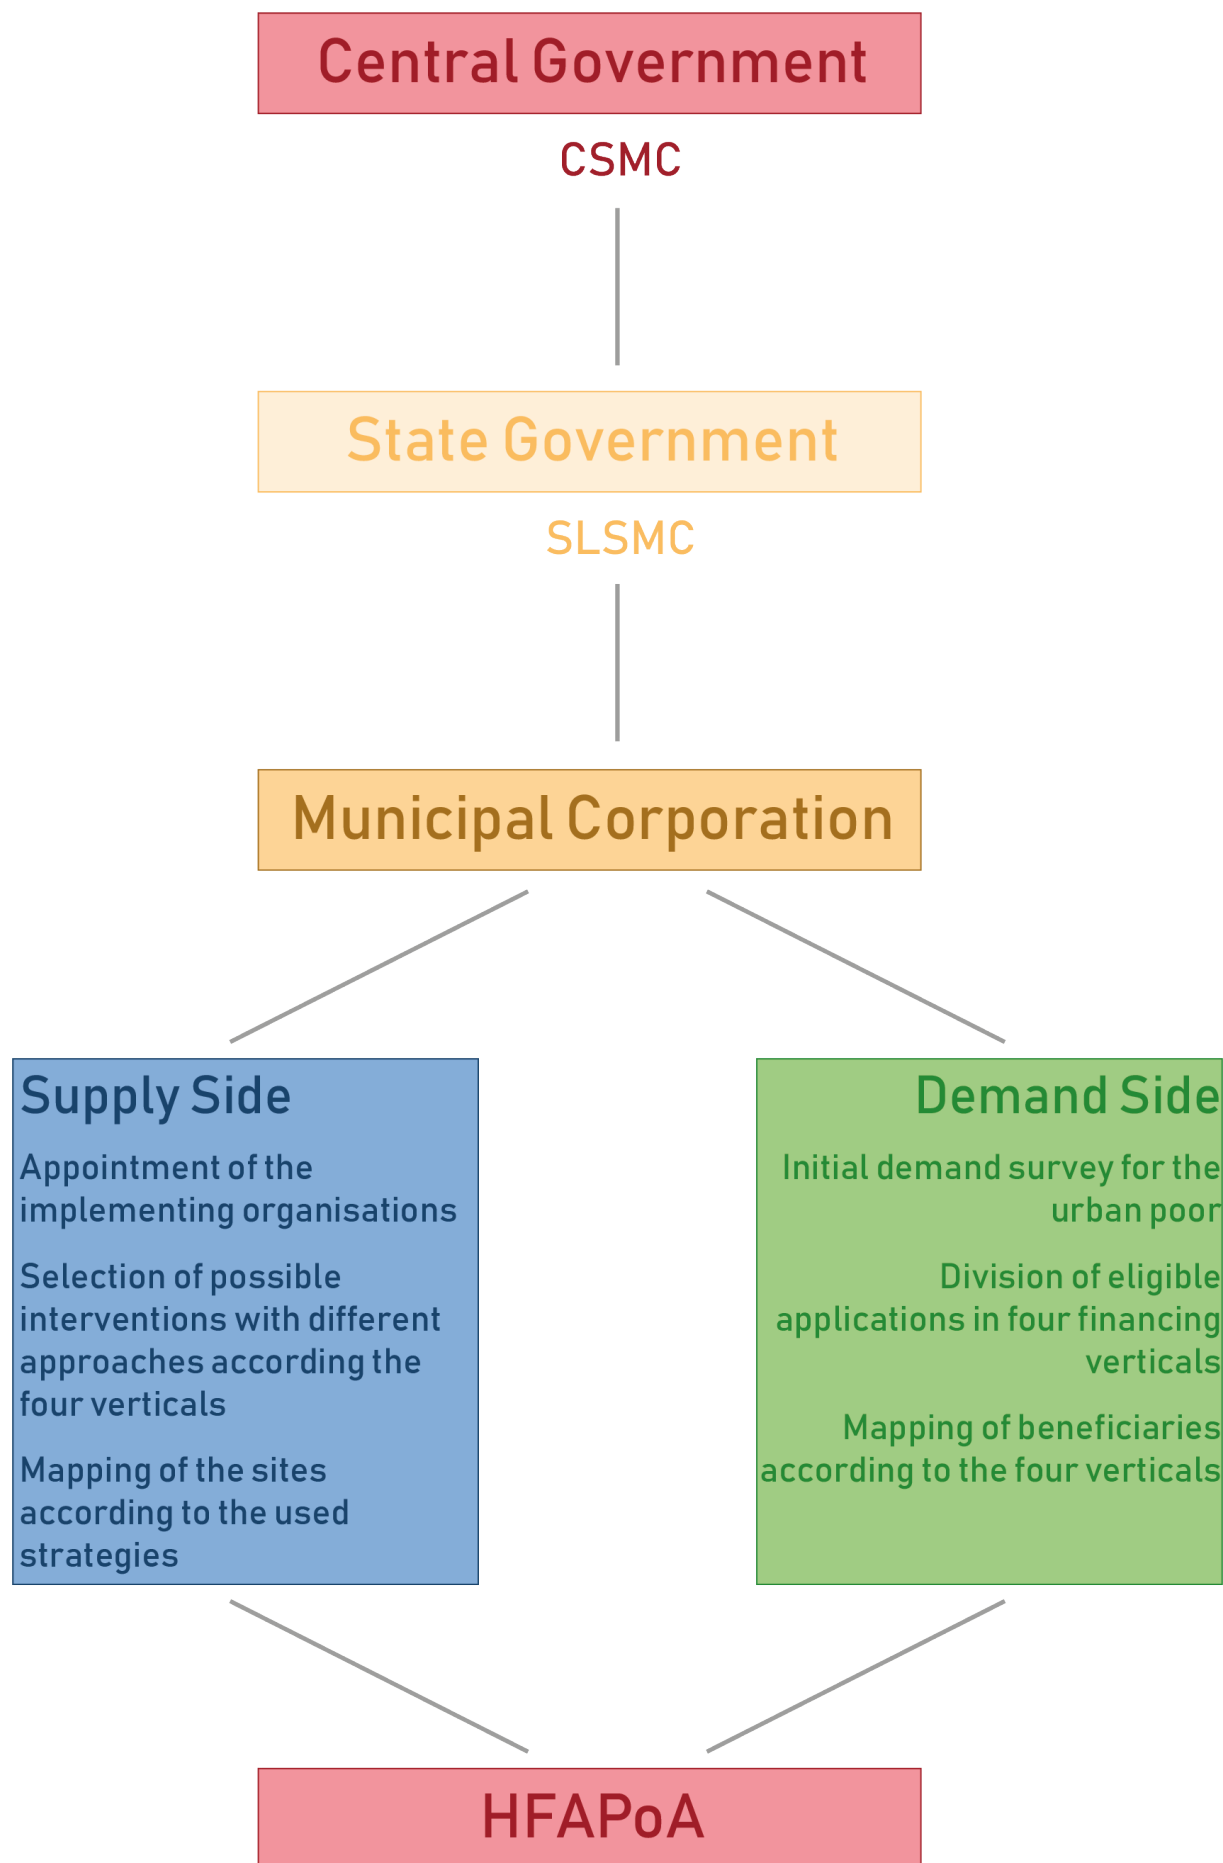 Central Government
CSMC
State Government
SLSMC
Municipal Corporation
Supply Side
Appointment of the
implementing organisations
Selection of possible
interventions with different
approaches according the
four verticals
Mapping of the sites
according to the used
strategies
Demand Side
Initial demand survey for the
urban poor
Division of eligible
applications in four financing
verticals
Mapping of beneficiaries
according to the four verticals
HFAPoA